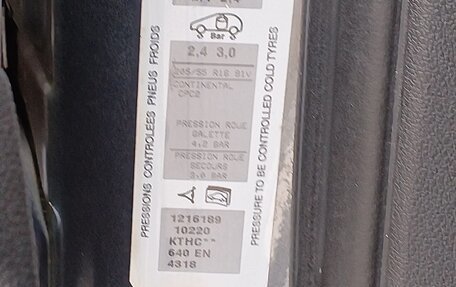 PRESSIONS CONTROLEES PNEUS FROIDS
Bar
2,4 3,0
205/55 R16 91V
CONTINENTAL
CPC2
PRESSION ROUE
GALETTE
4.2 BAR
PRESSION ROUE
SECOURS
3.0 BAR
1216189
10220
KTHC**
640 EN
4318
PRESSURE TO BE CONTROLLED COLD TYRES